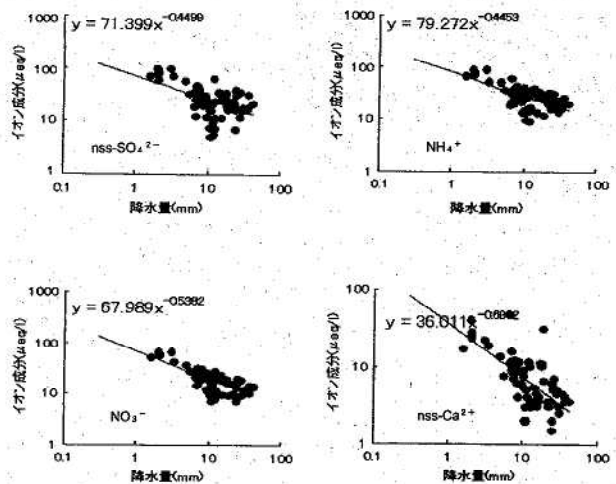 y = 71.399x^-0.4499
イオン成分(μeq/l)
1000
100
10
1
nss-SO₄²⁻
0.1 1 10 100
降水量(mm)
y = 79.272x^-0.4453
イオン成分(μeq/l)
1000
100
10
1
NH₄⁺
0.1 1 10 100
降水量(mm)
y = 67.989x^-0.5382
イオン成分(μeq/l)
1000
100
10
1
NO₃⁻
0.1 1 10 100
降水量(mm)
y = 36.011x
イオン成分(μeq/l)
100
10
1
nss-Ca²⁺
0.1 1 10 100
降水量(mm)